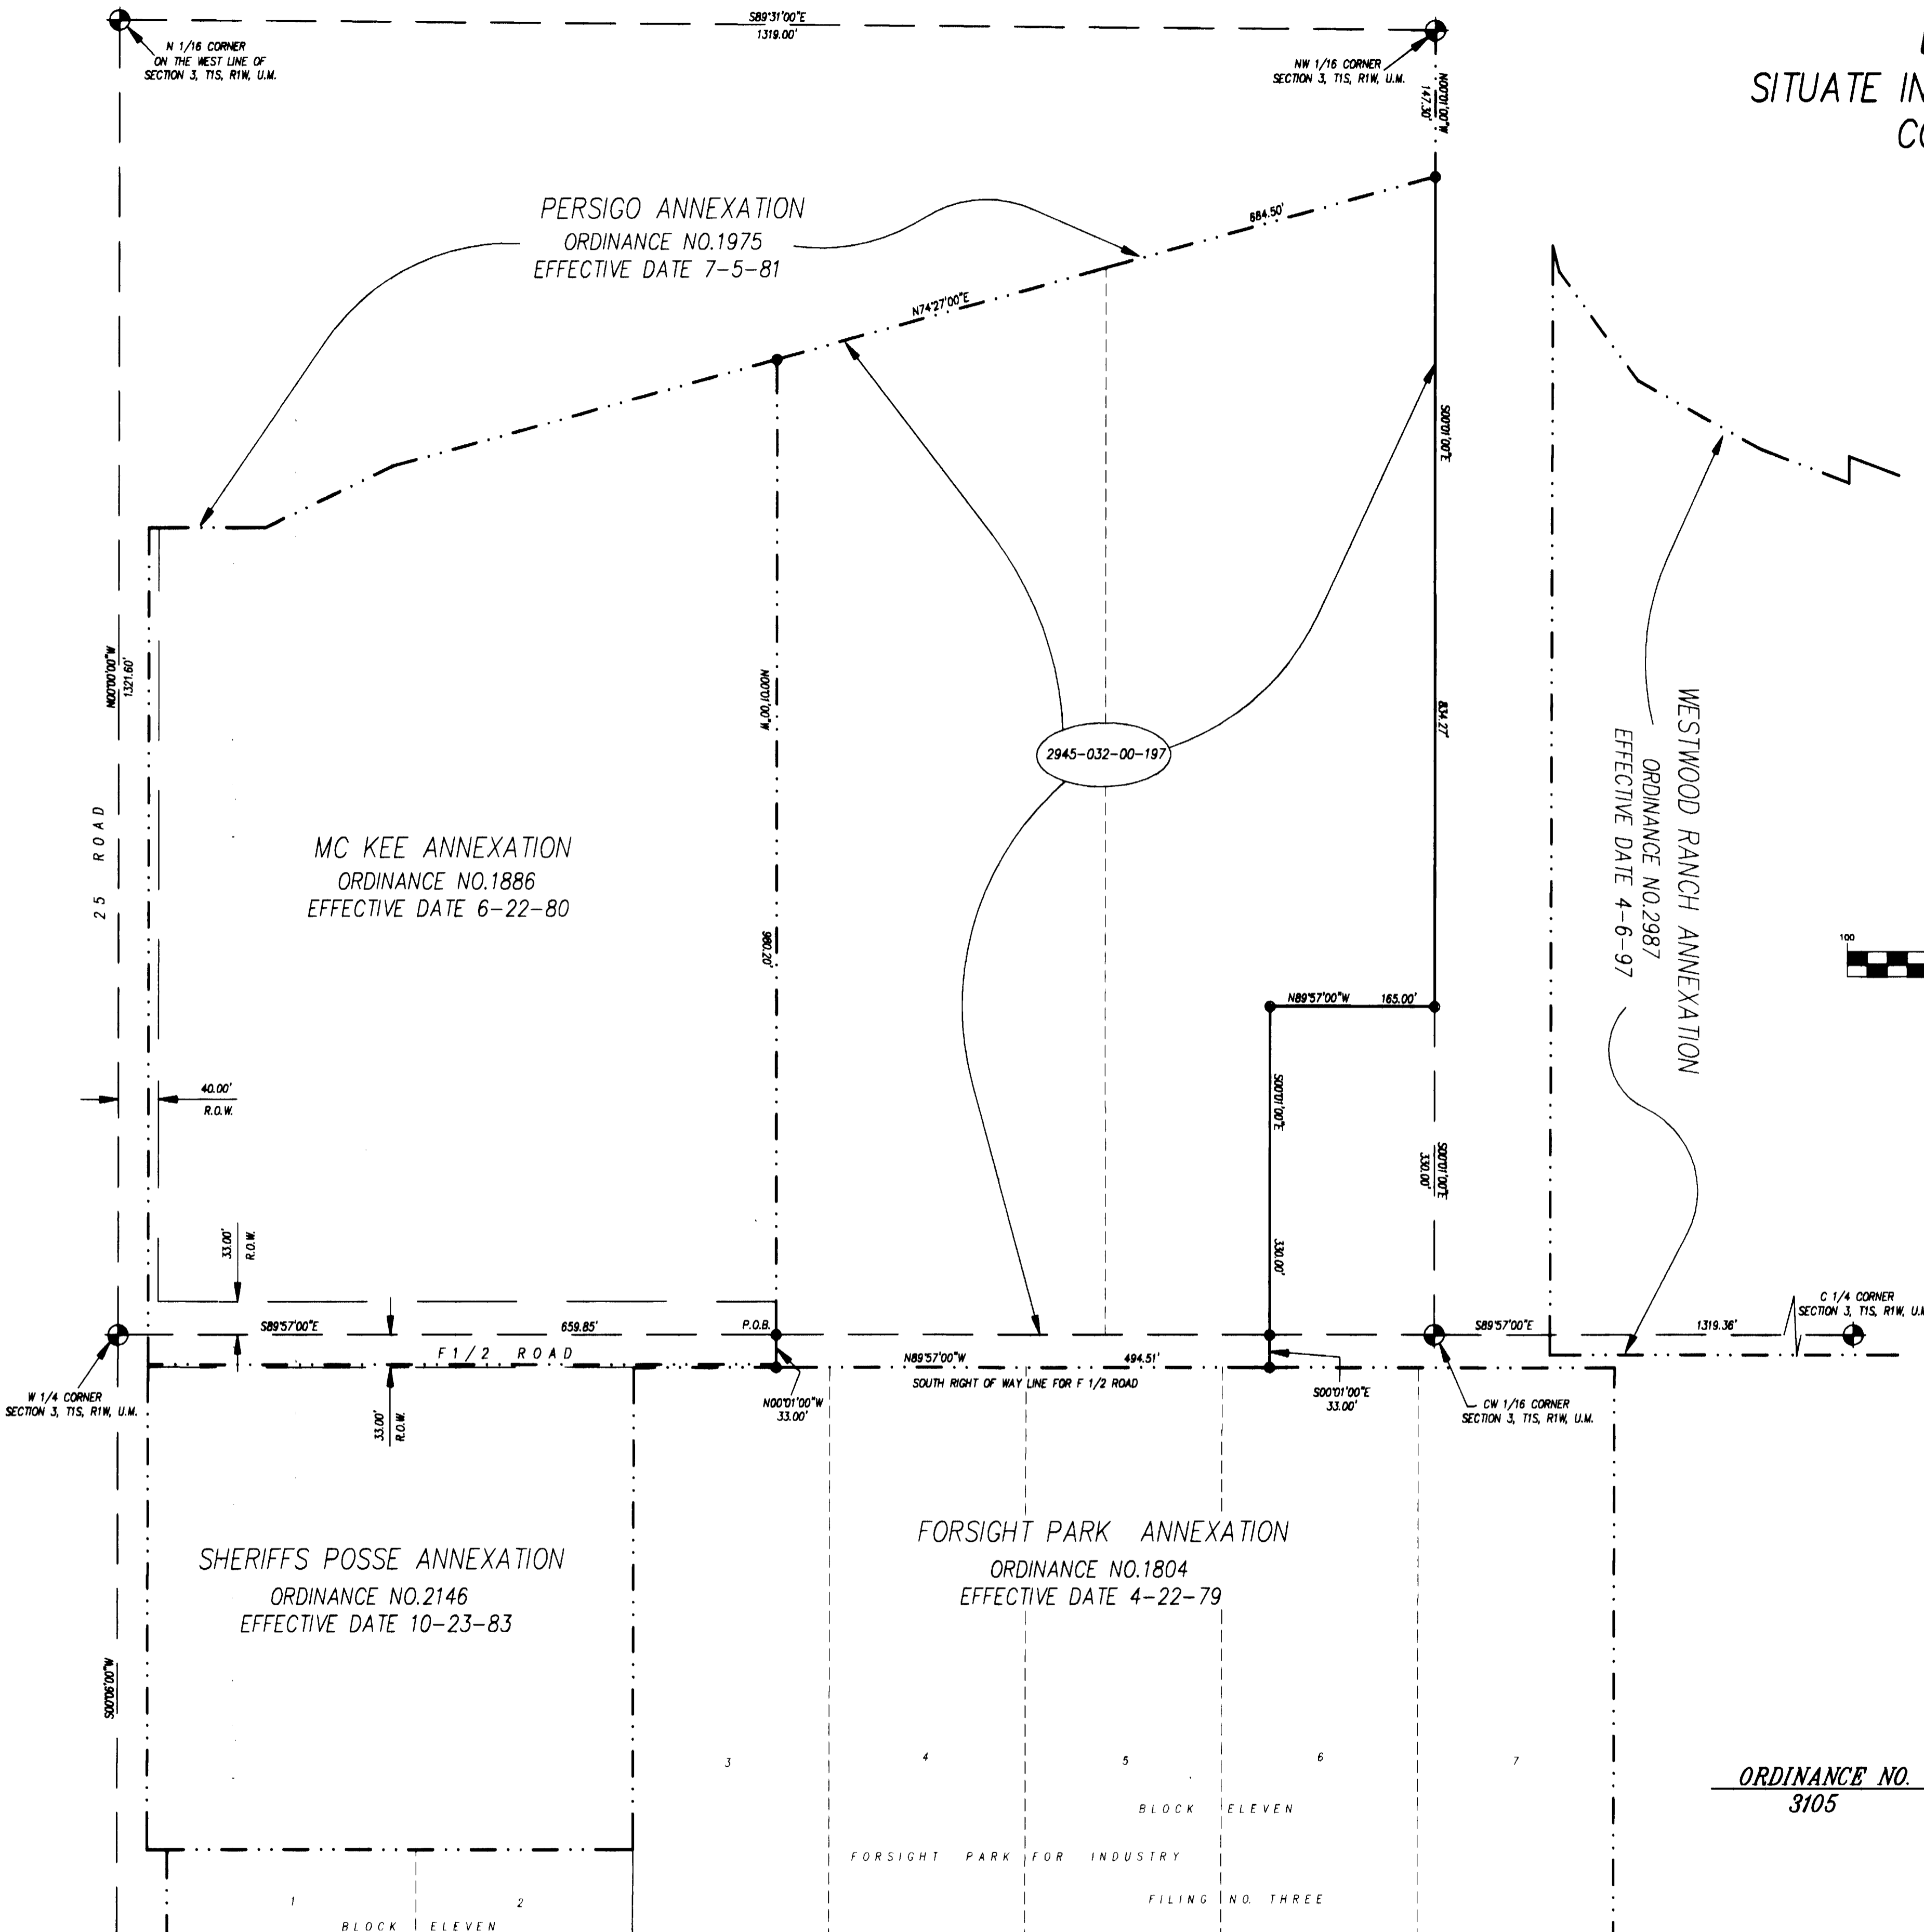 S89°31'00"E
1319.00'
N 1/16 CORNER
ON THE WEST LINE OF
SECTION 3, T1S, R1W, U.M.
NW 1/16 CORNER
SECTION 3, T1S, R1W, U.M.
N00°01'00"W
147.30'
SITUATE IN
CO
PERSIGO ANNEXATION
ORDINANCE NO.1975
EFFECTIVE DATE 7-5-81
684.50'
N74°27'00"E
S00°01'00"E
834.27'
N00°00'00"W
1321.60'
N00°01'00"W
980.20'
2945-032-00-197
WESTWOOD RANCH ANNEXATION
ORDINANCE NO.2987
EFFECTIVE DATE 4-6-97
25 ROAD
MC KEE ANNEXATION
ORDINANCE NO.1886
EFFECTIVE DATE 6-22-80
100
N89°57'00"W 165.00'
40.00'
R.O.W.
S00°01'00"E
330.00'
S00°01'00"E
330.00'
33.00'
R.O.W.
S89°57'00"E 659.85' P.O.B.
F 1/2 ROAD
S89°57'00"E 1319.36'
C 1/4 CORNER
SECTION 3, T1S, R1W, U.M
N89°57'00"W 494.51'
SOUTH RIGHT OF WAY LINE FOR F 1/2 ROAD
W 1/4 CORNER
SECTION 3, T1S, R1W, U.M.
33.00'
R.O.W.
N00°01'00"W
33.00'
S00°01'00"E
33.00'
CW 1/16 CORNER
SECTION 3, T1S, R1W, U.M.
SHERIFFS POSSE ANNEXATION
ORDINANCE NO.2146
EFFECTIVE DATE 10-23-83
FORSIGHT PARK ANNEXATION
ORDINANCE NO.1804
EFFECTIVE DATE 4-22-79
S00°06'00"W
3 4 5 6 7
BLOCK ELEVEN
FORSIGHT PARK FOR INDUSTRY
FILING NO. THREE
1 2
BLOCK ELEVEN
ORDINANCE NO.
3105